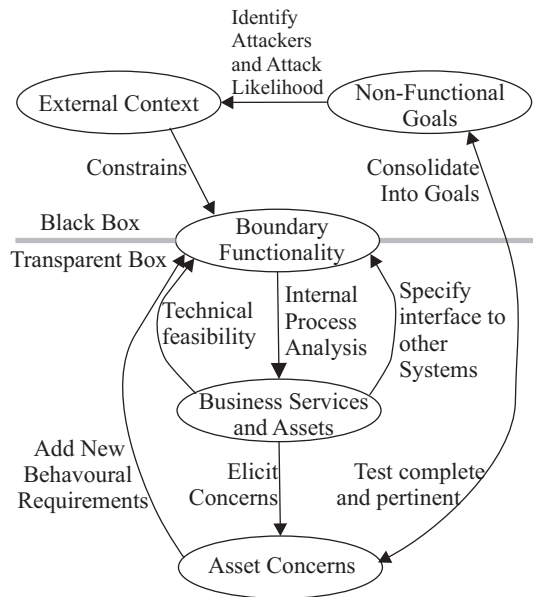 Identify
Attackers
and Attack
Likelihood
External Context
Non-Functional
Goals
Constrains
Consolidate
Into Goals
Black Box
Transparent Box
Boundary
Functionality
Technical
feasibility
Internal
Process
Analysis
Specify
interface to
other
Systems
Business Services
and Assets
Add New
Behavoural
Requirements
Elicit
Concerns
Test complete
and pertinent
Asset Concerns